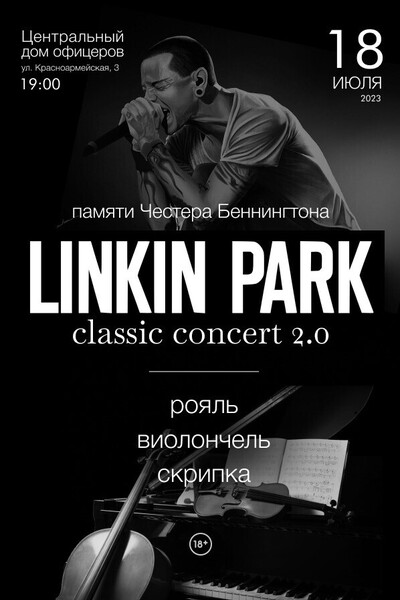 Центральный
дом офицеров
ул. Красноармейская, 3
19:00
18
ИЮЛЯ
2023
памяти Честера Беннингтона
LINKIN PARK
classic concert 2.0
рояль
виолончель
скрипка
18+